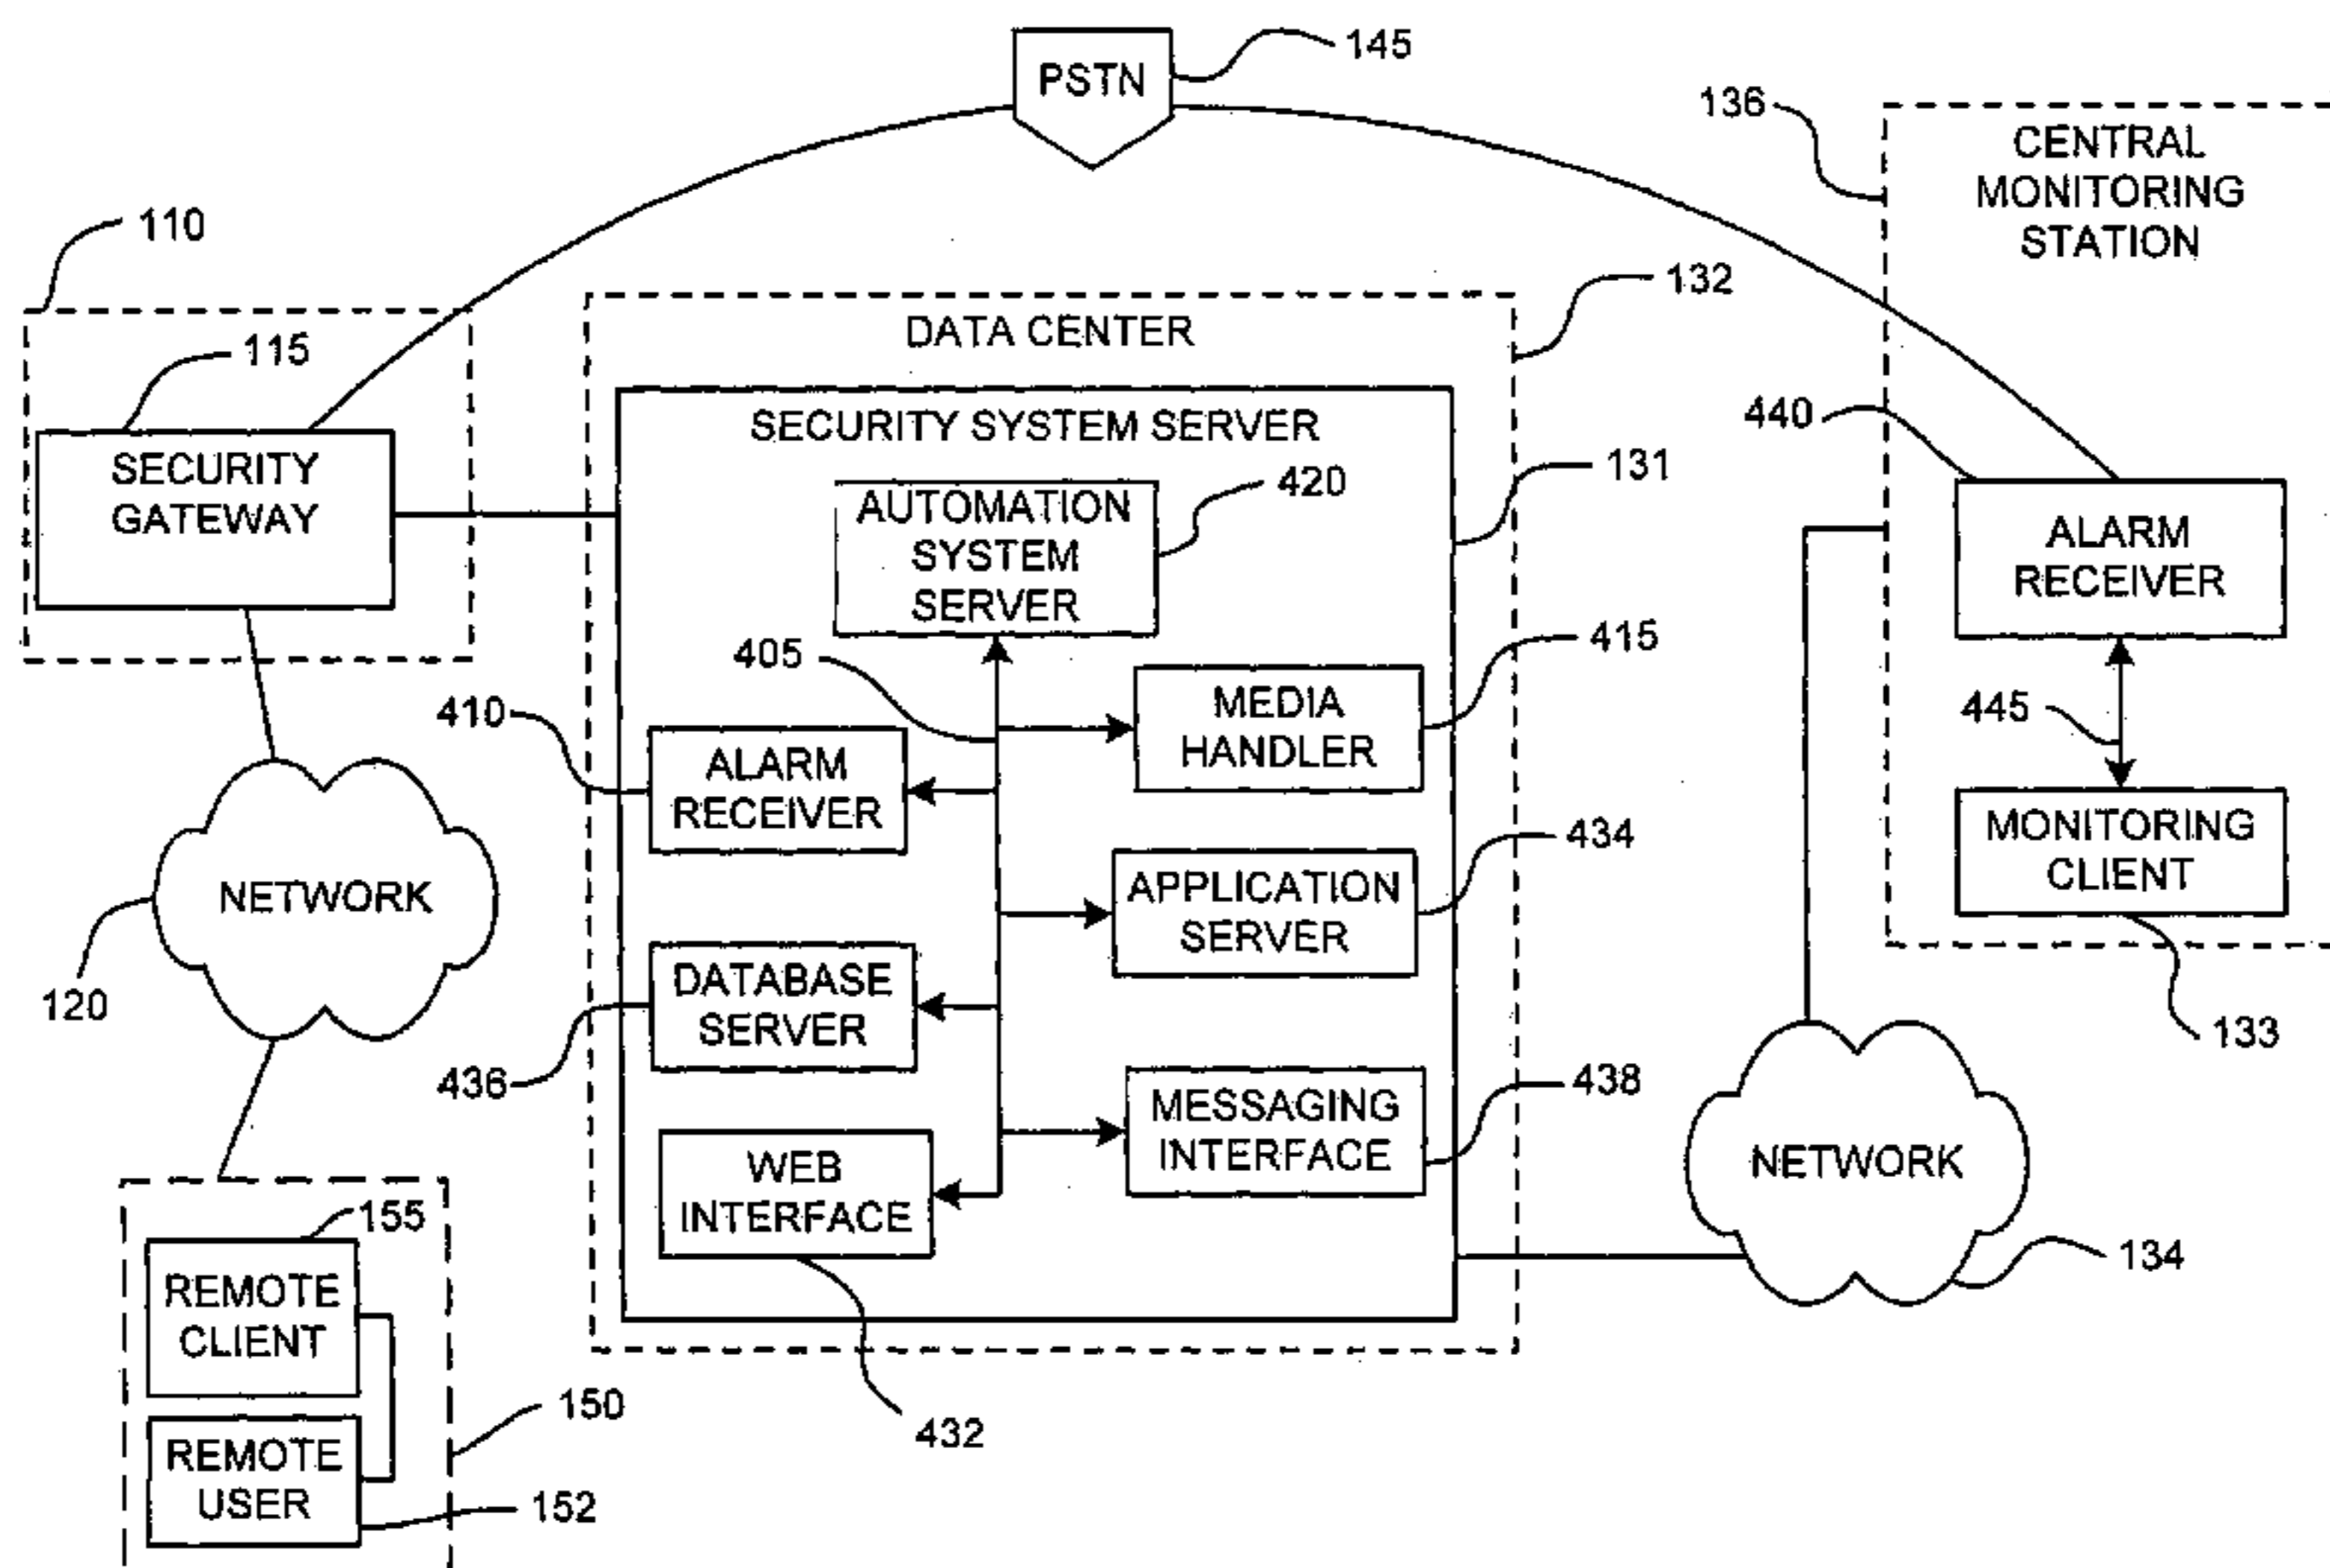 PSTN
145
136
CENTRAL
MONITORING
STATION
110
132
DATA CENTER
115
SECURITY
GATEWAY
SECURITY SYSTEM SERVER
131
440
ALARM
RECEIVER
AUTOMATION
SYSTEM
SERVER
420
405
415
MEDIA
HANDLER
410
ALARM
RECEIVER
445
434
MONITORING
CLIENT
APPLICATION
SERVER
NETWORK
120
DATABASE
SERVER
133
436
438
MESSAGING
INTERFACE
WEB
INTERFACE
NETWORK
134
155
REMOTE
CLIENT
150
432
REMOTE
USER
152